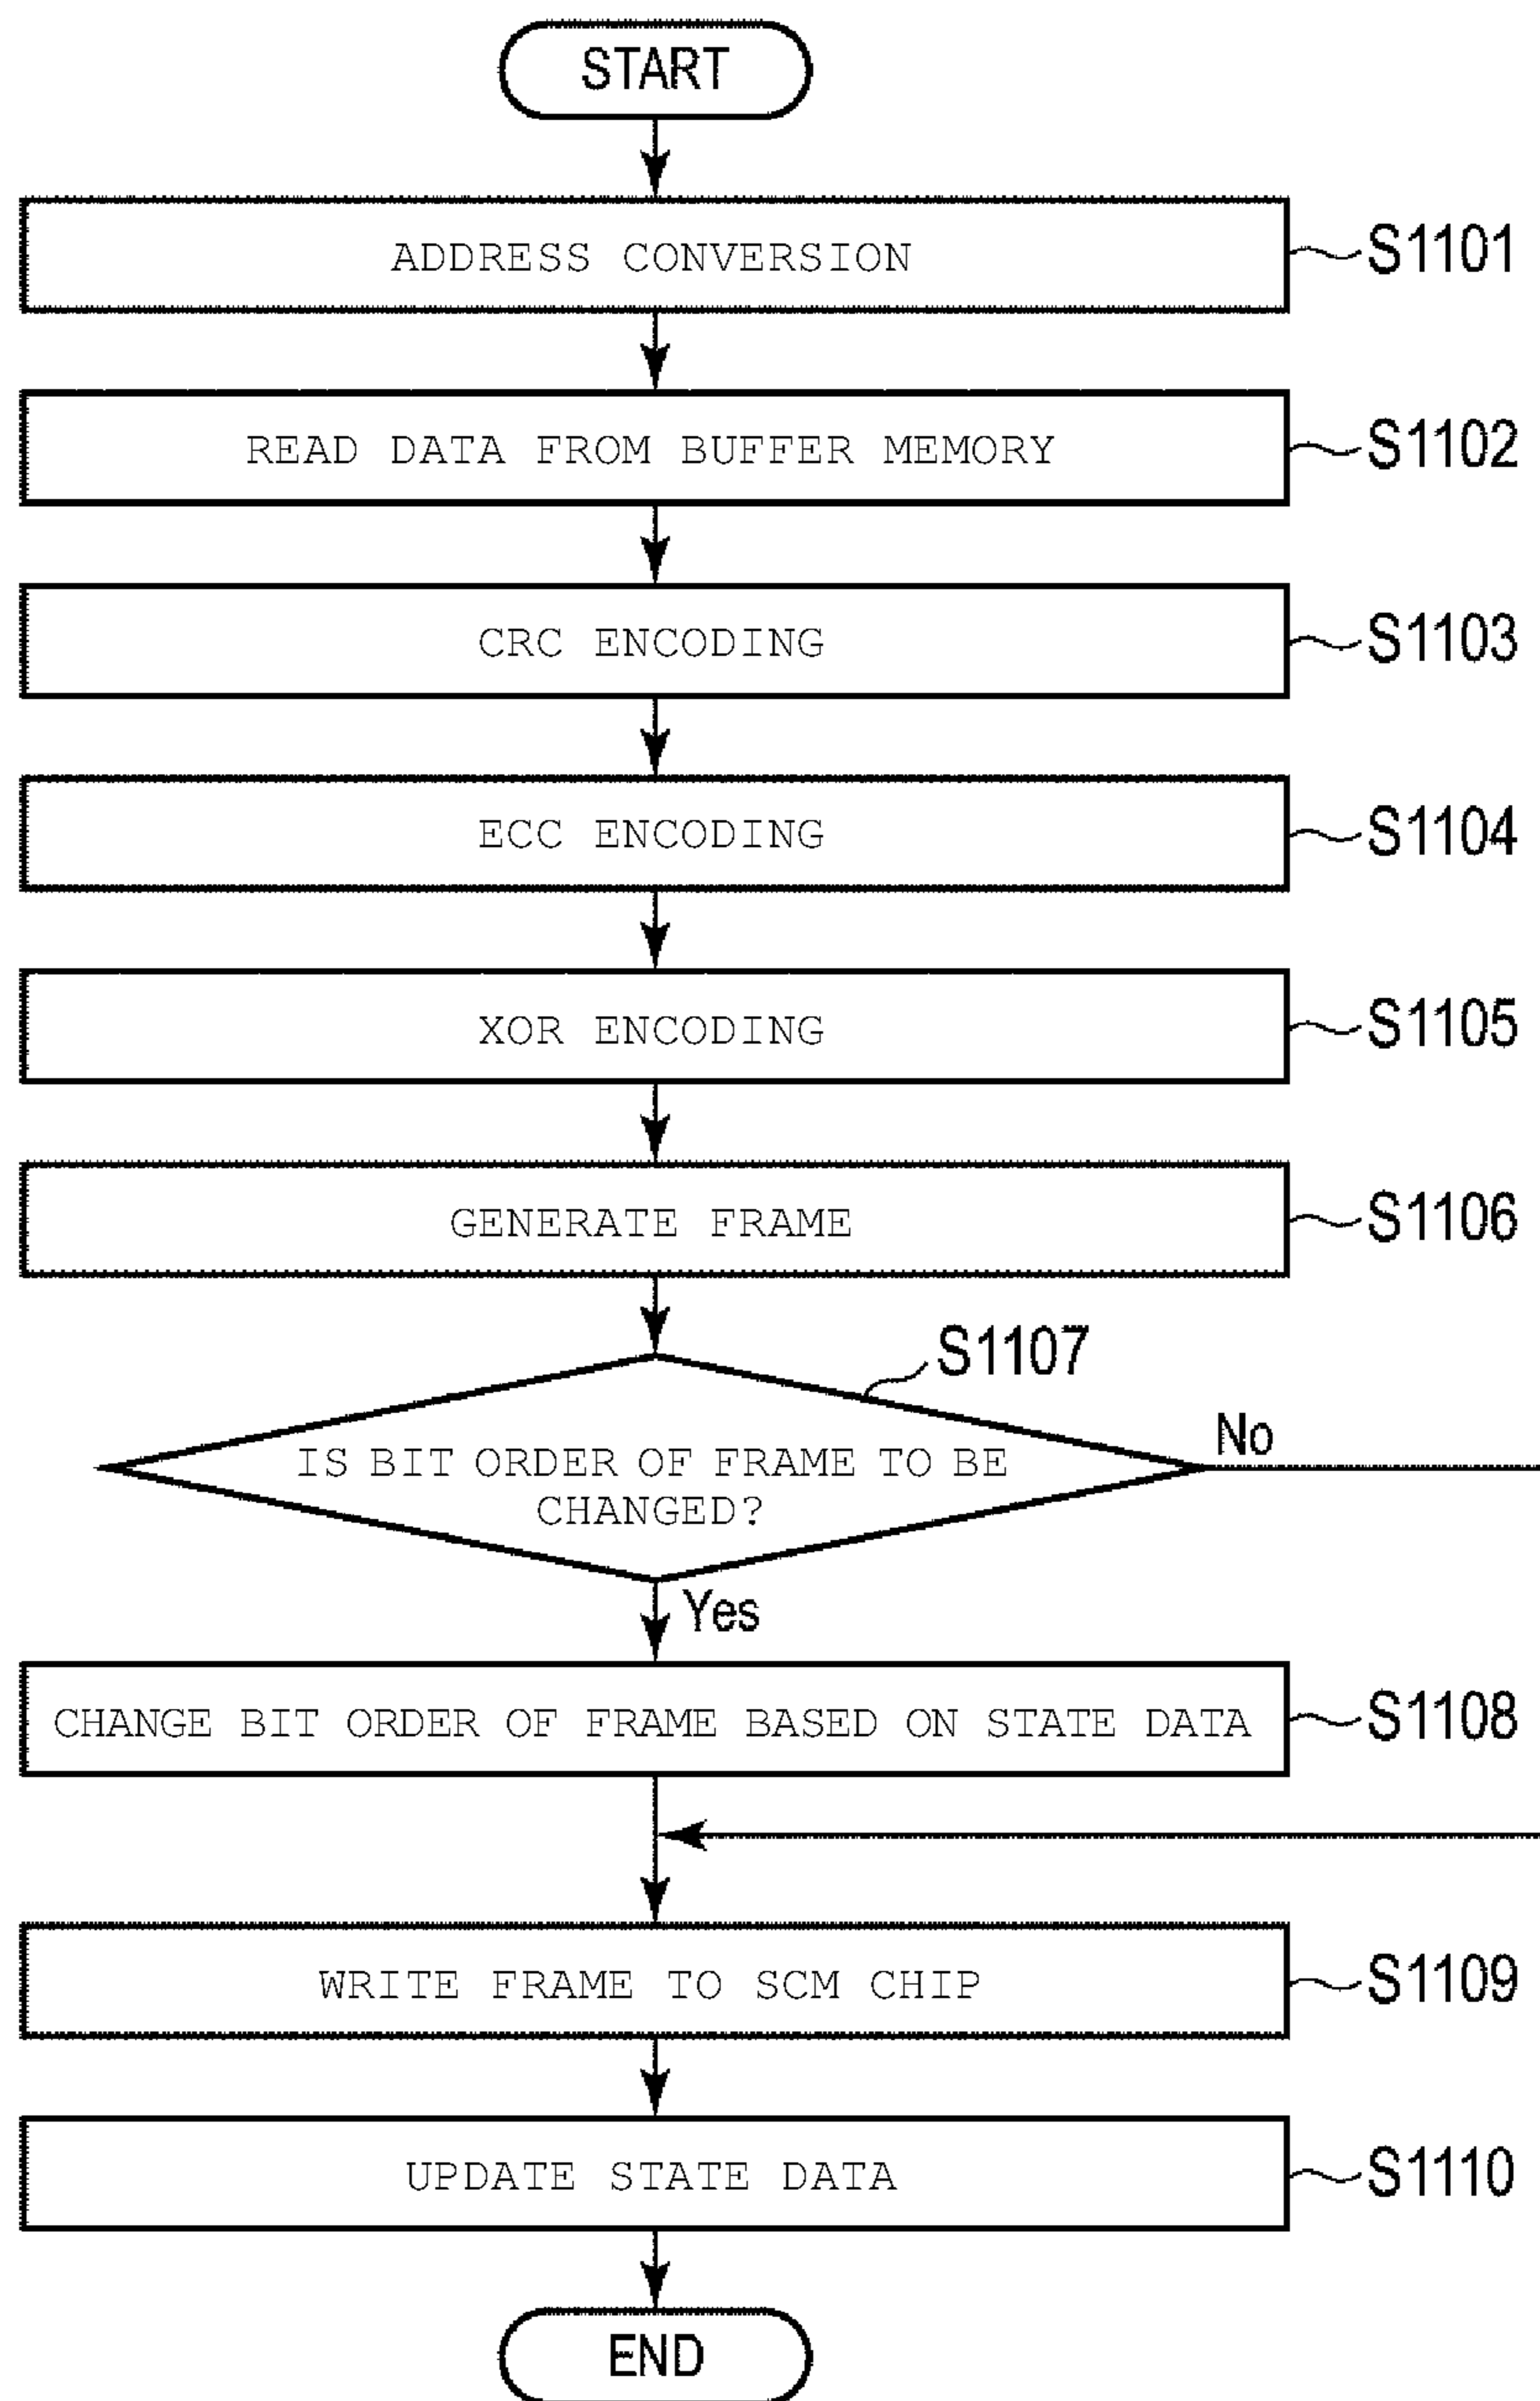 START
ADDRESS CONVERSION
S1101
READ DATA FROM BUFFER MEMORY
S1102
CRC ENCODING
S1103
ECC ENCODING
S1104
XOR ENCODING
S1105
GENERATE FRAME
S1106
S1107
No
IS BIT ORDER OF FRAME TO BE
CHANGED?
Yes
CHANGE BIT ORDER OF FRAME BASED ON STATE DATA
S1108
WRITE FRAME TO SCM CHIP
S1109
UPDATE STATE DATA
S1110
END